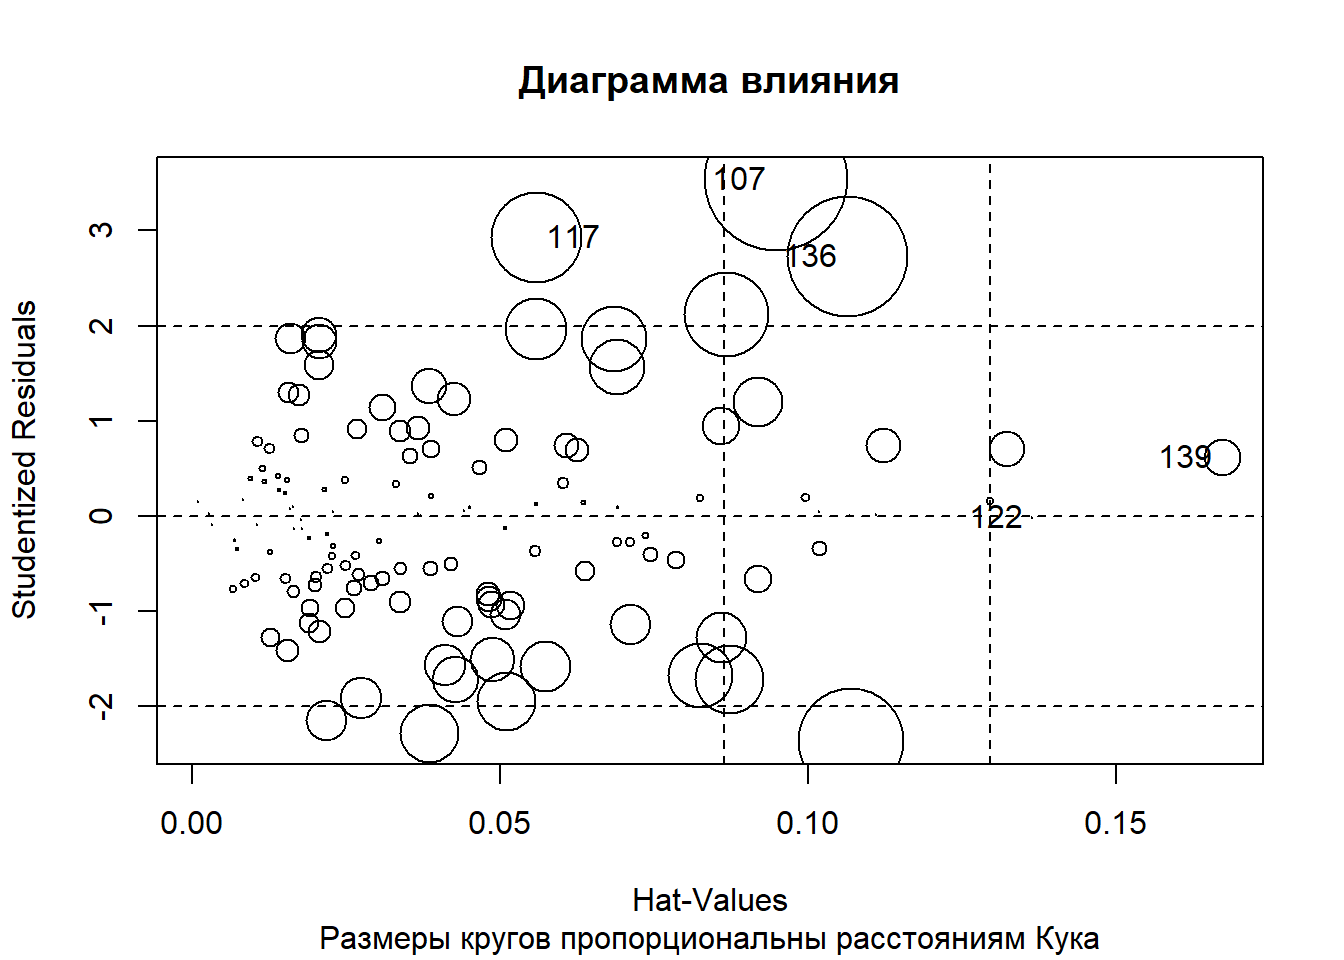 Диаграмма влияния
Studentized Residuals
3
2
1
0
-1
-2
107
117
136
139
122
0.00 0.05 0.10 0.15
Hat-Values
Размеры кругов пропорциональны расстояниям Кука